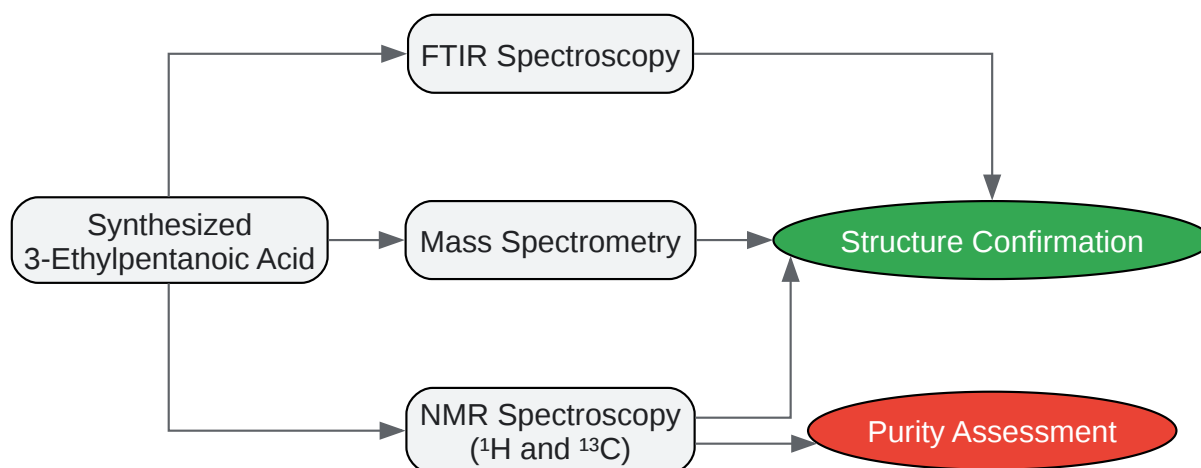 FTIR Spectroscopy
Synthesized
3-Ethylpentanoic Acid
Mass Spectrometry
Structure Confirmation
NMR Spectroscopy
(¹H and ¹³C)
Purity Assessment